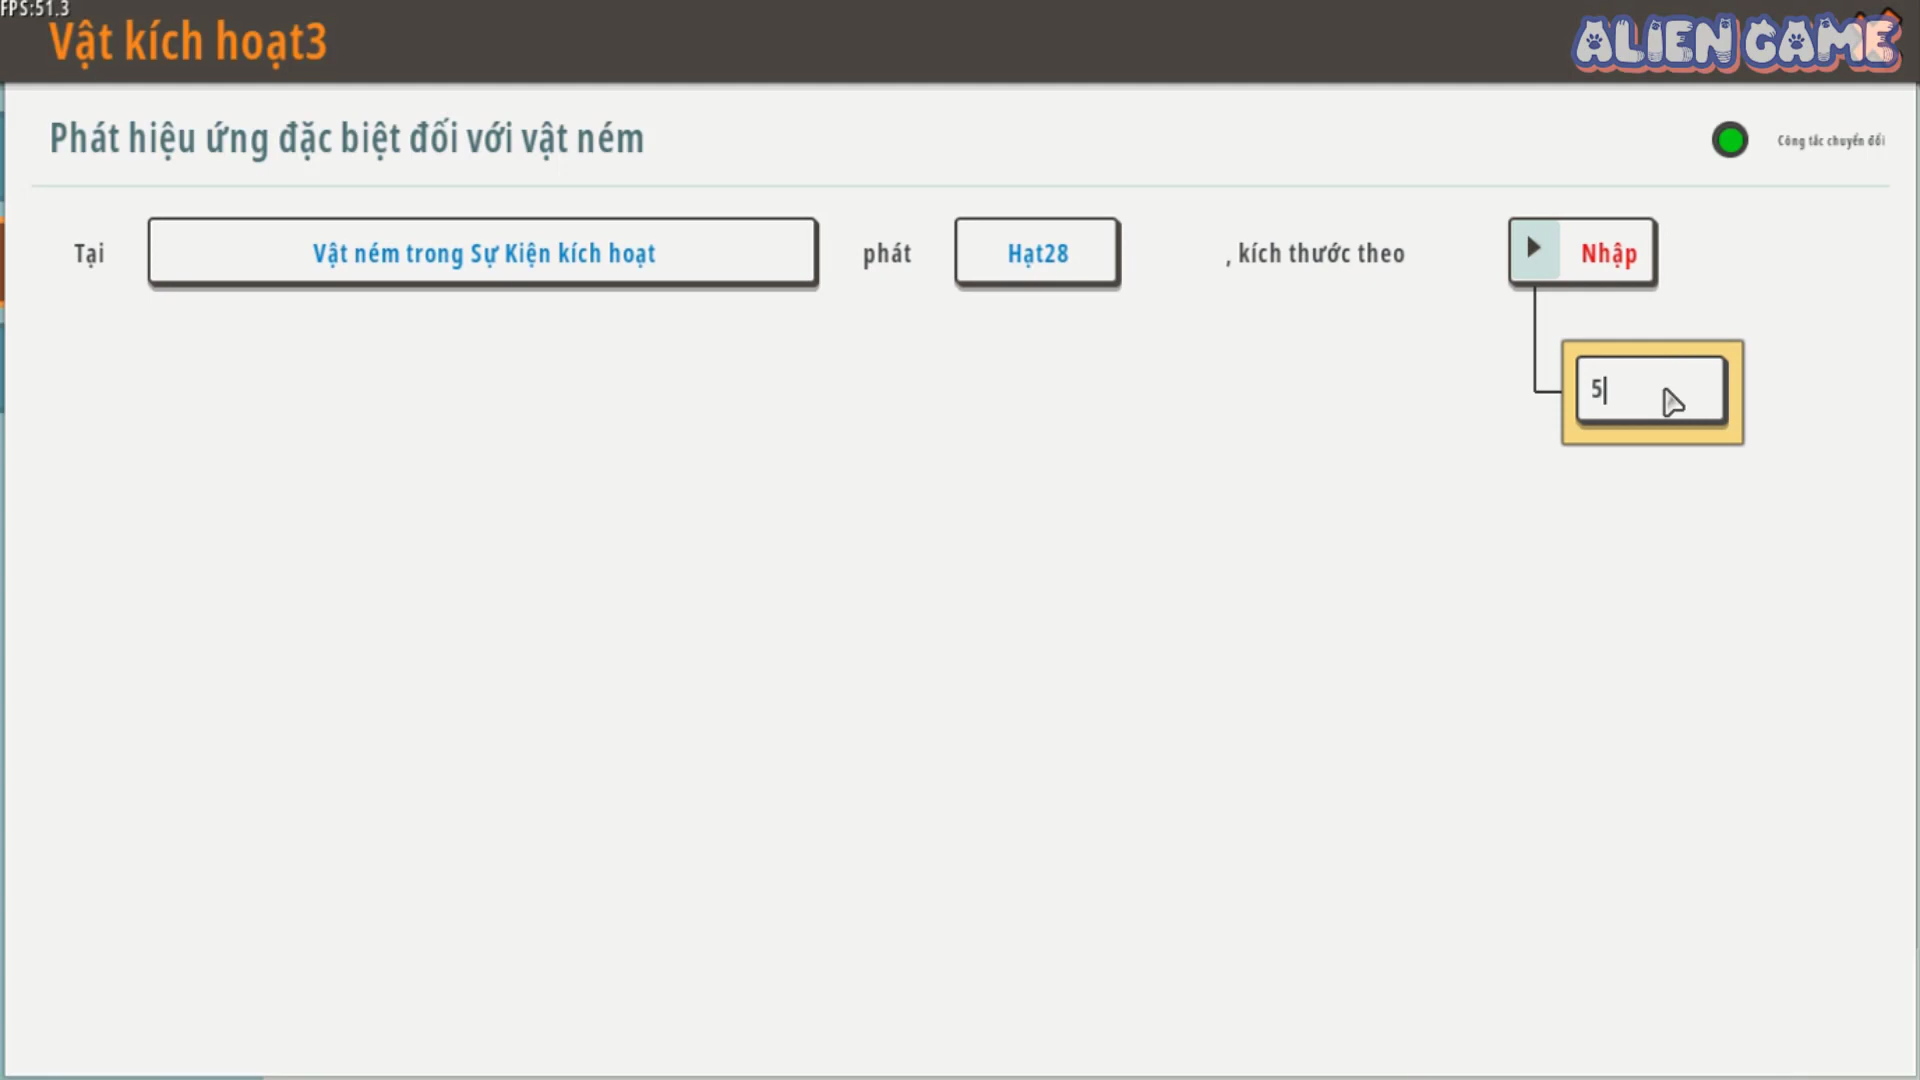 FPS:51.3
Vật kích hoạt3
ALIEN GAME
Phát hiệu ứng đặc biệt đối với vật ném
Công tắc chuyển đổi
Tại Vật ném trong Sự Kiện kích hoạt phát Hạt28 , kích thước theo Nhập
5